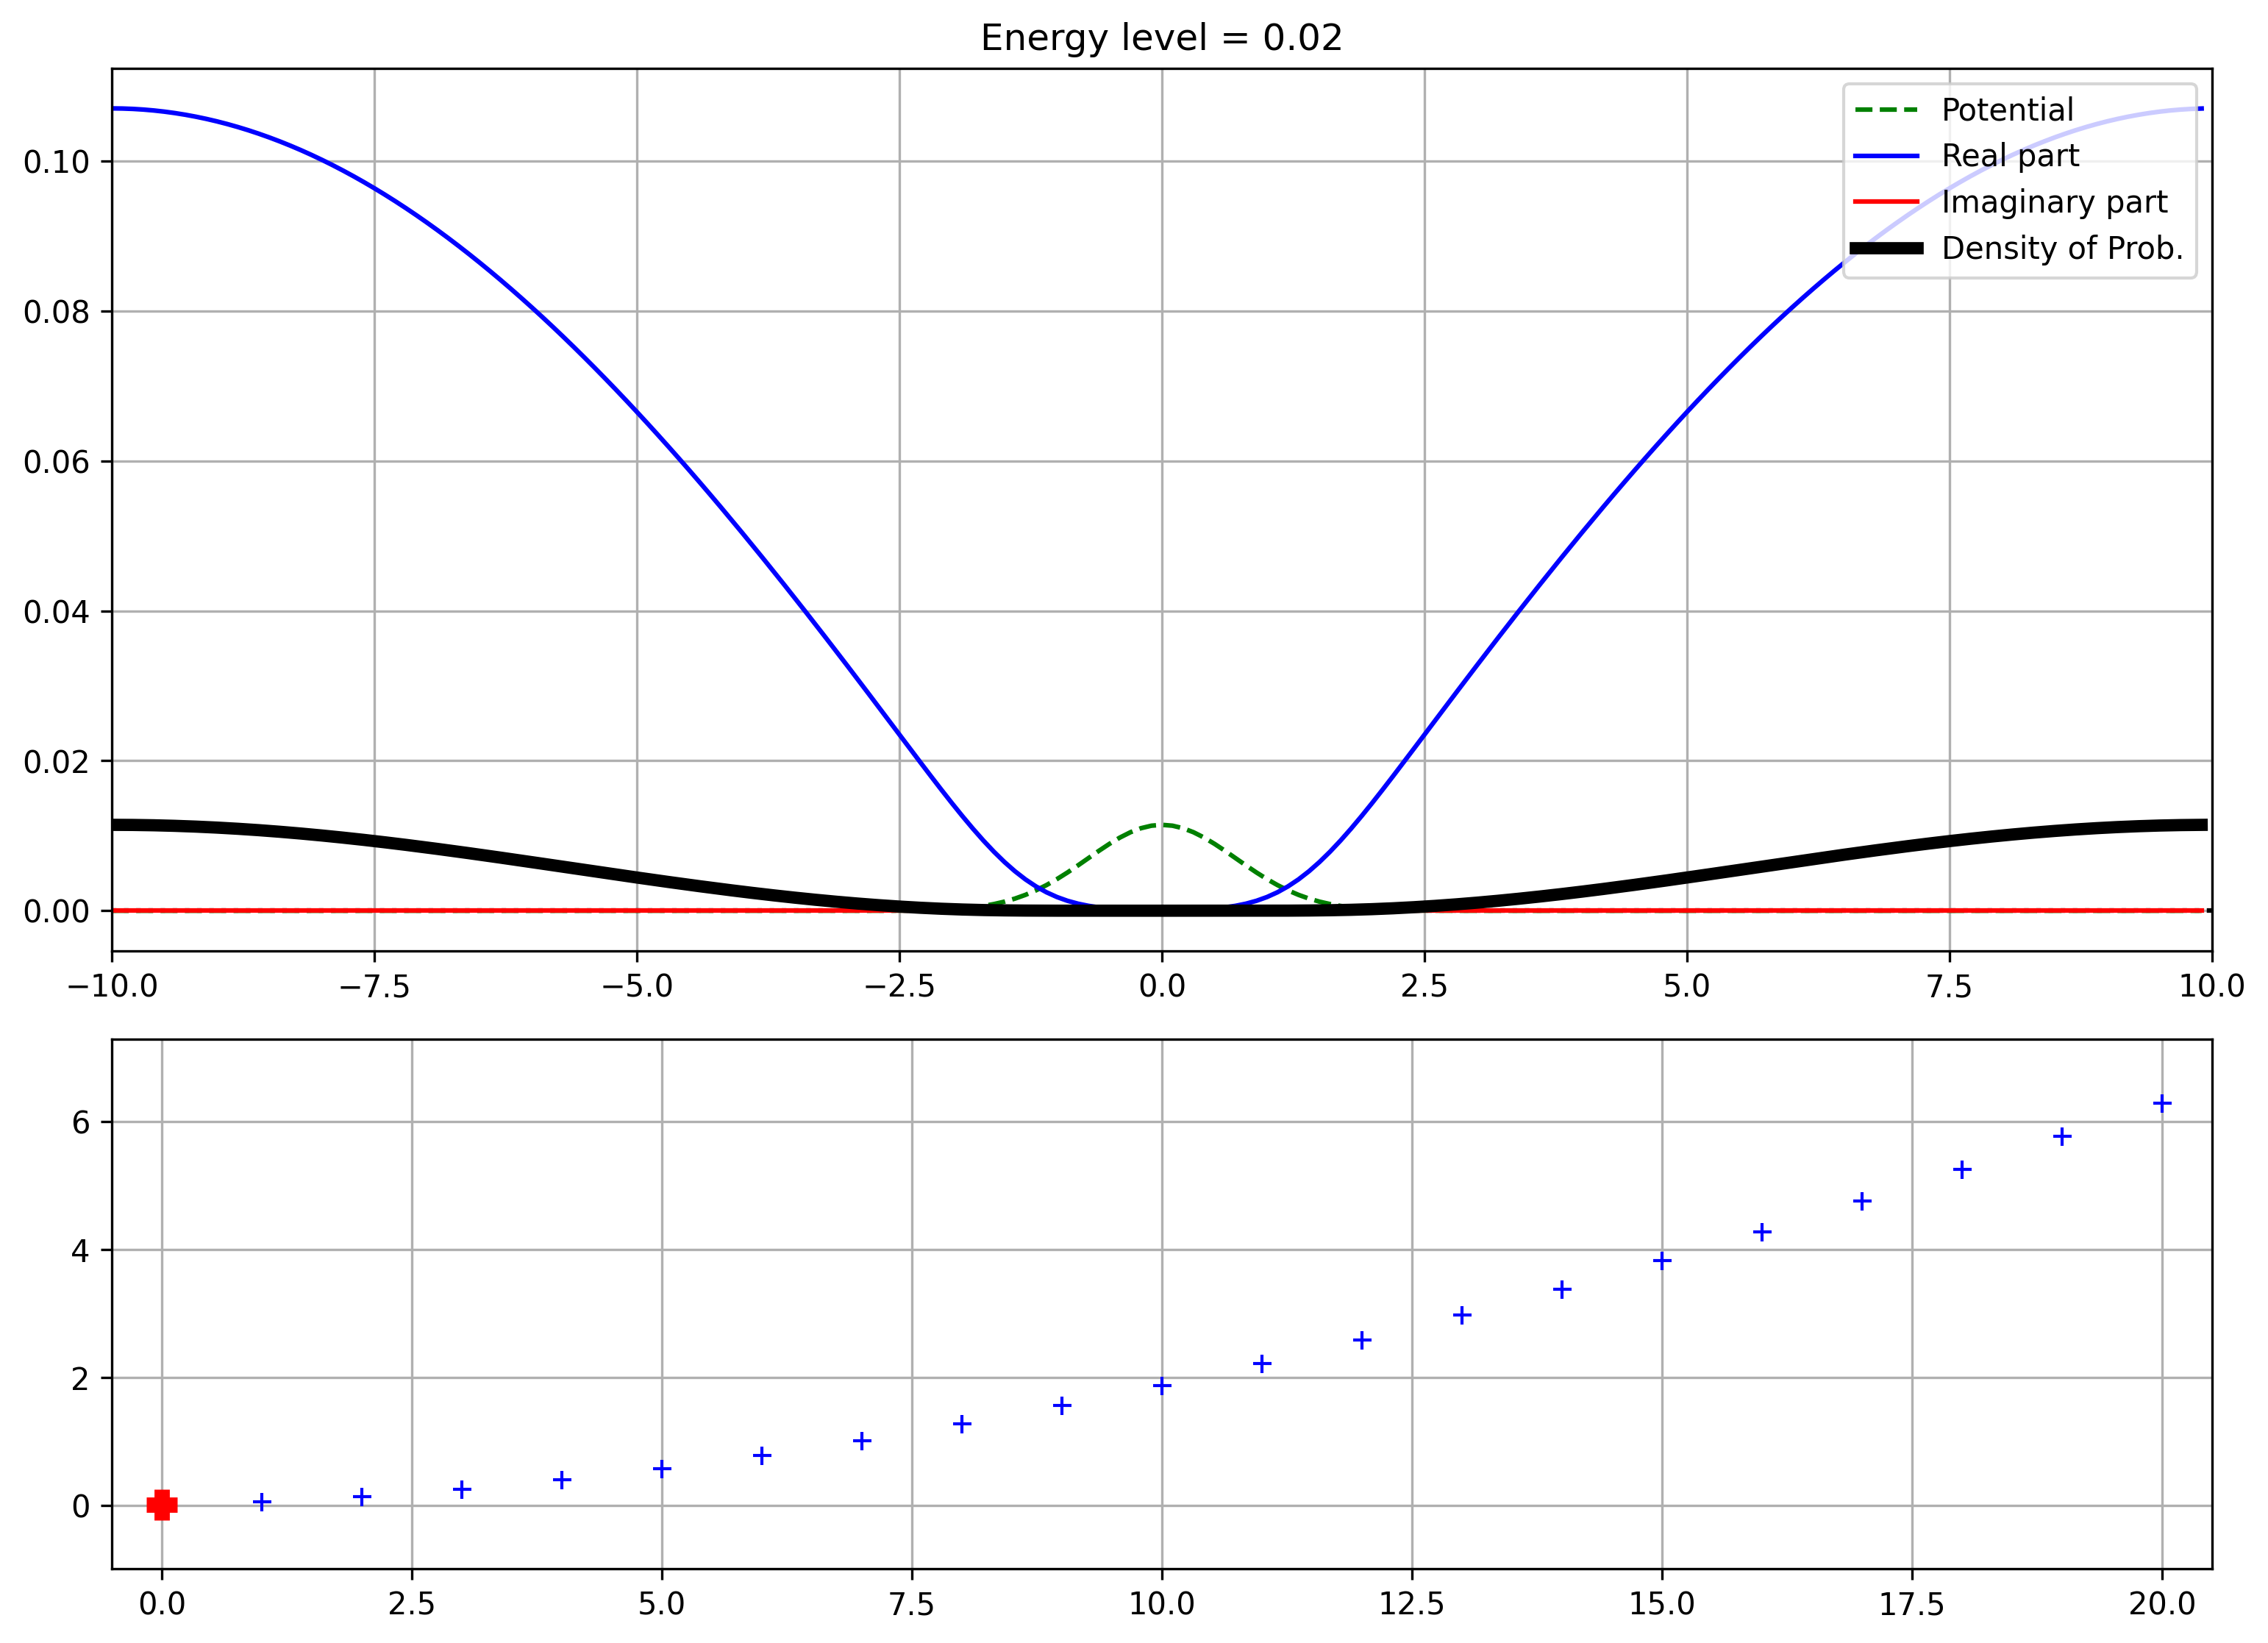 Energy level = 0.02
Potential
Real part
Imaginary part
Density of Prob.
0.10
0.08
0.06
0.04
0.02
0.00
−10.0 −7.5 −5.0 −2.5 0.0 2.5 5.0 7.5 10.0
6
4
2
0
0.0 2.5 5.0 7.5 10.0 12.5 15.0 17.5 20.0